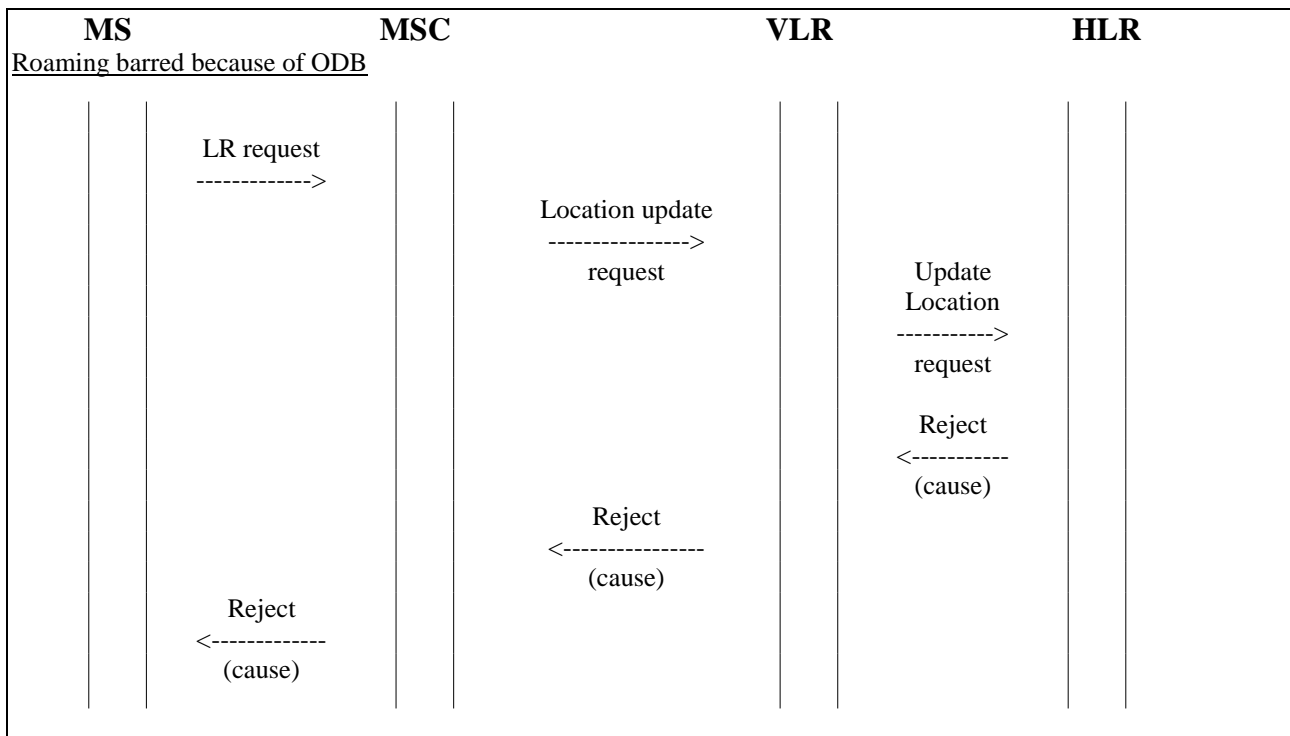 MS MSC VLR HLR
Roaming barred because of ODB
LR request
------------->
Location update
---------------->
request
Update
Location
----------->
request
Reject
<-----------
(cause)
Reject
<----------------
(cause)
Reject
<-------------
(cause)